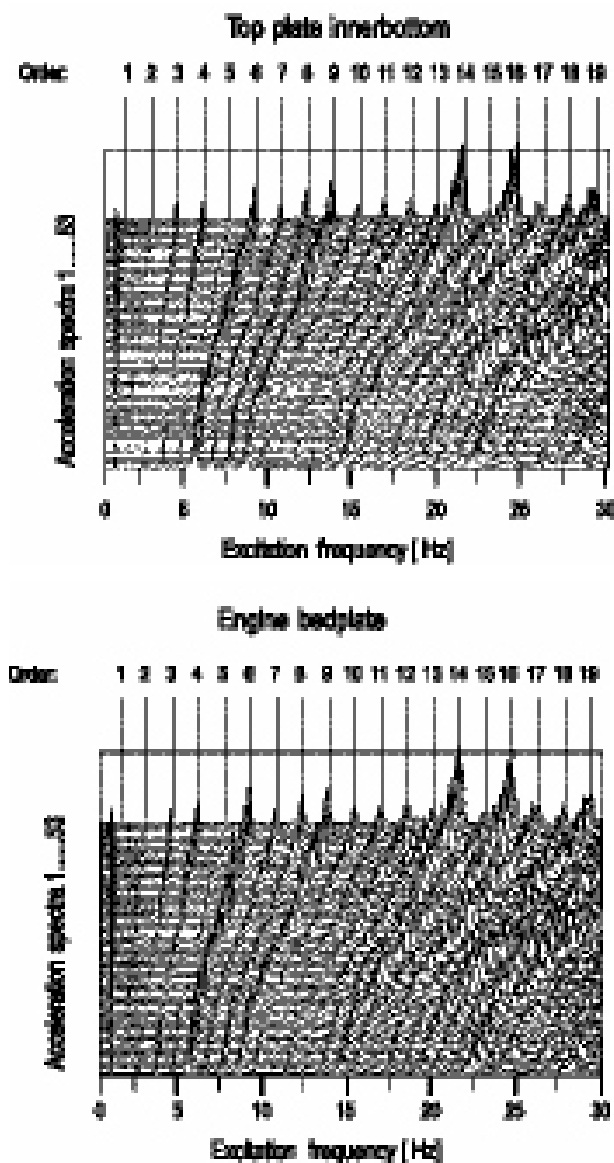 Top plate innerbottom
Order: 1 2 3 4 5 6 7 8 9 10 11 12 13 14 15 16 17 18 19
Acceleration spectra 1.....53
0 5 10 15 20 25 30
Excitation frequency [Hz]
Engine bedplate
Order: 1 2 3 4 5 6 7 8 9 10 11 12 13 14 15 16 17 18 19
Acceleration spectra 1.....53
0 5 10 15 20 25 30
Excitation frequency [Hz]